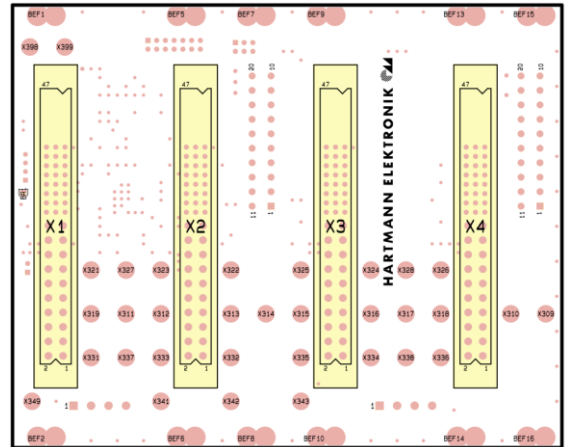 BEF1 BEF5 BEF7 BEF9 BEF13 BEF15
X398 X399
20 10 20 10
47 47 47 47
HARTMANN ELEKTRONIK
11 1 11 1
X1 X2 X3 X4
X321 X327 X323 X322 X325 X324 X328 X326
X319 X311 X312 X313 X314 X315 X316 X317 X318 X310 X309
X331 X337 X333 X332 X335 X334 X338 X336
2 1 2 1 2 1 2 1
X349 X341 X342 X343
1 1
BEF2 BEF6 BEF8 BEF10 BEF14 BEF16